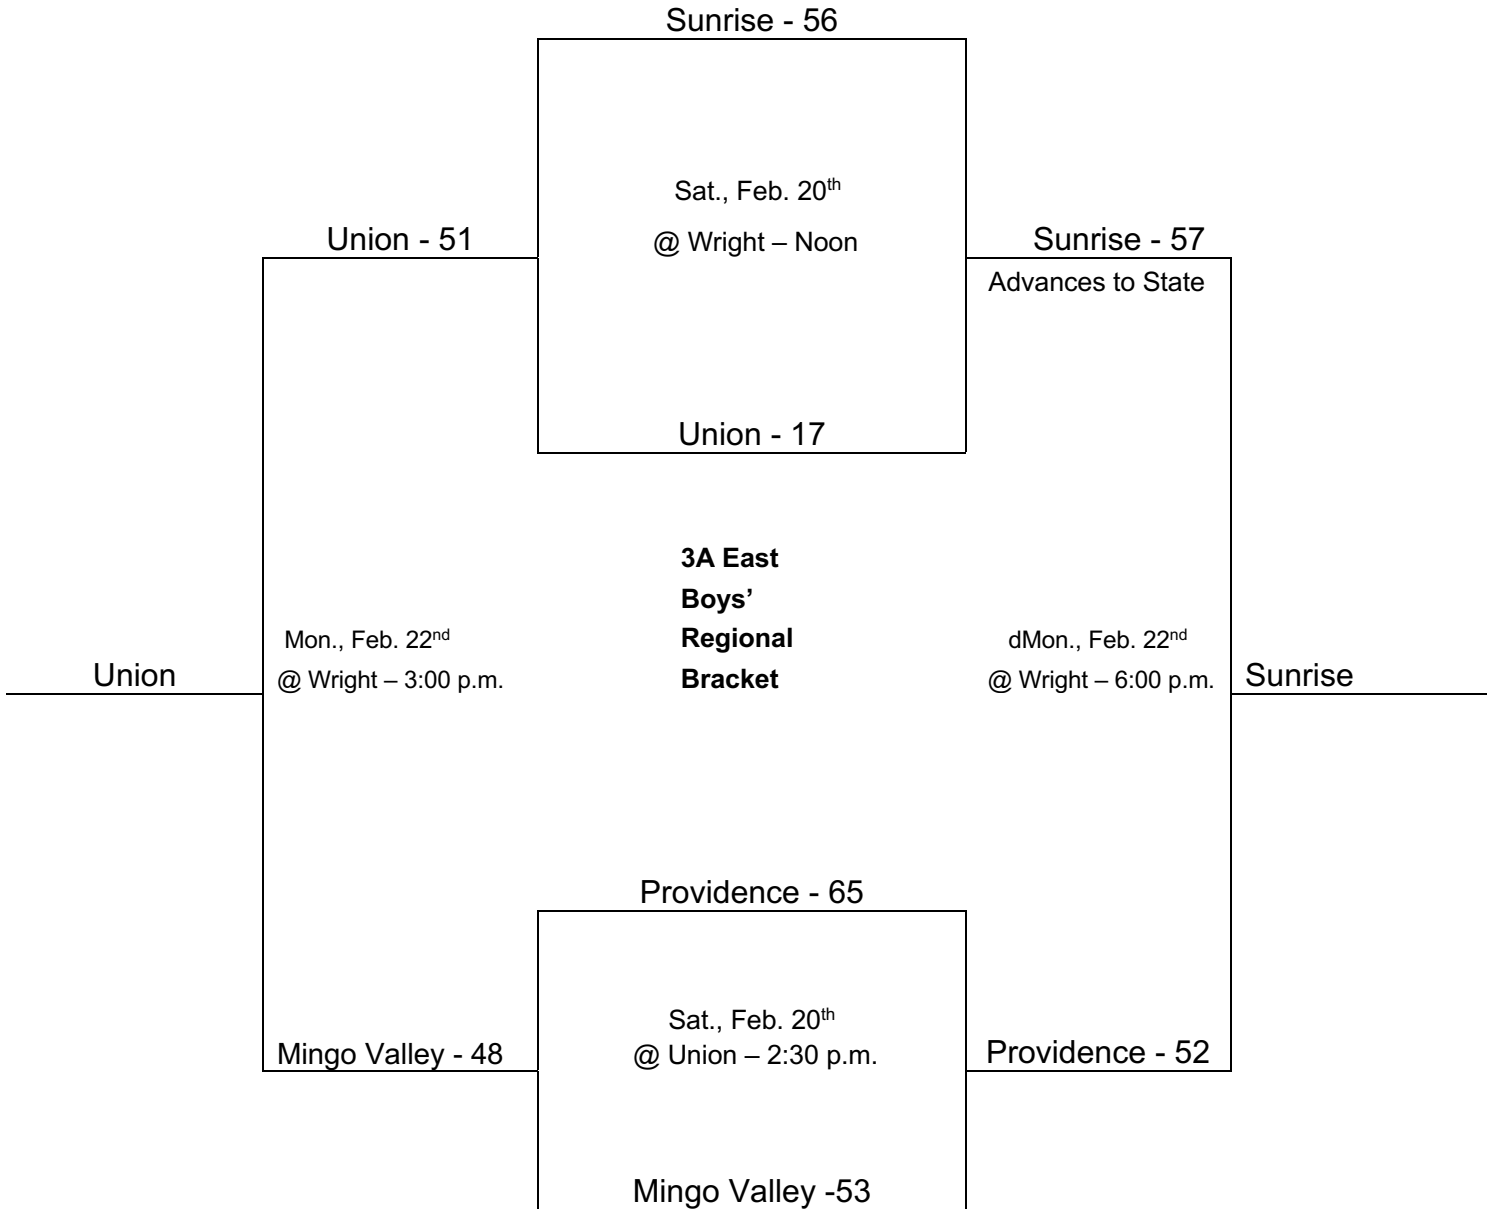 Sunrise - 56
Sat., Feb. 20th
@ Wright – Noon
Union - 51
Sunrise - 57
Advances to State
Union - 17
3A East
Boys’
Regional
Bracket
Mon., Feb. 22nd
@ Wright – 3:00 p.m.
dMon., Feb. 22nd
@ Wright – 6:00 p.m.
Union
Sunrise
Providence - 65
Sat., Feb. 20th
@ Union – 2:30 p.m.
Mingo Valley - 48
Providence - 52
Mingo Valley -53